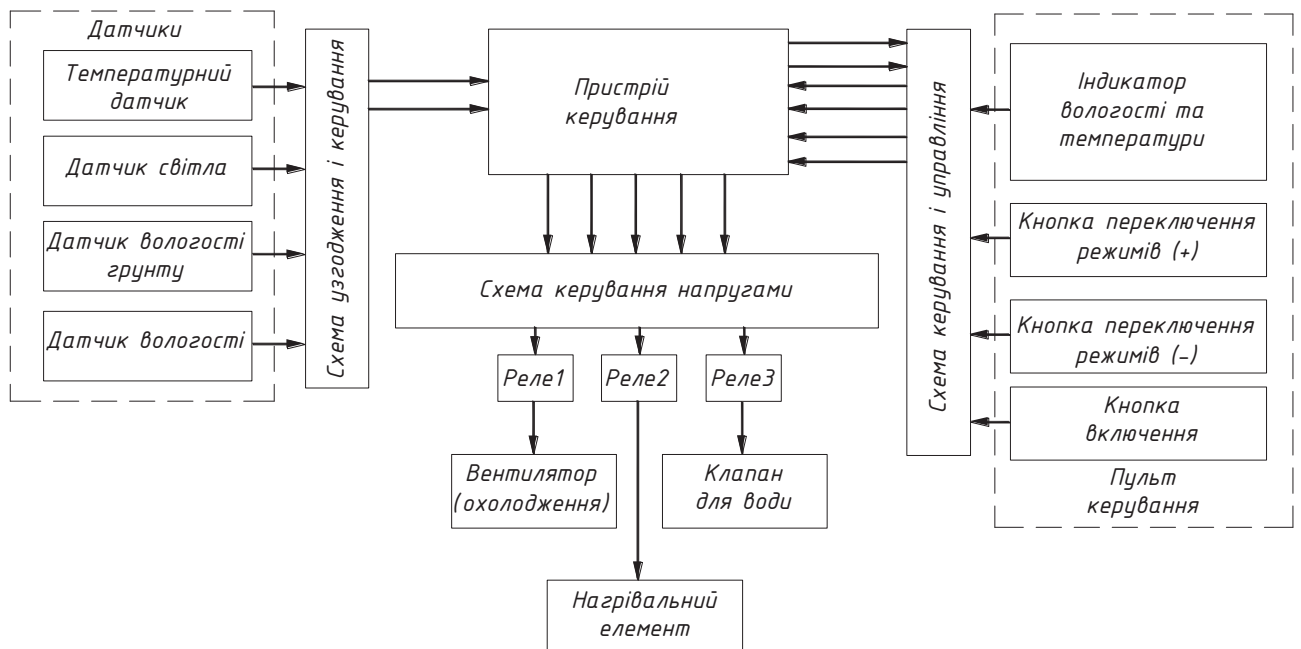 Датчики
Температурний
датчик
Датчик світла
Датчик вологості
грунту
Датчик вологості
Схема узгодження і керування
Пристрій
керування
Схема керування напругами
Реле1
Реле2
Реле3
Вентилятор
(охолодження)
Клапан
для води
Нагрівальний
елемент
Схема керування і управління
Індикатор
вологості та
температури
Кнопка переключення
режимів (+)
Кнопка переключення
режимів (-)
Кнопка
включення
Пульт
керування